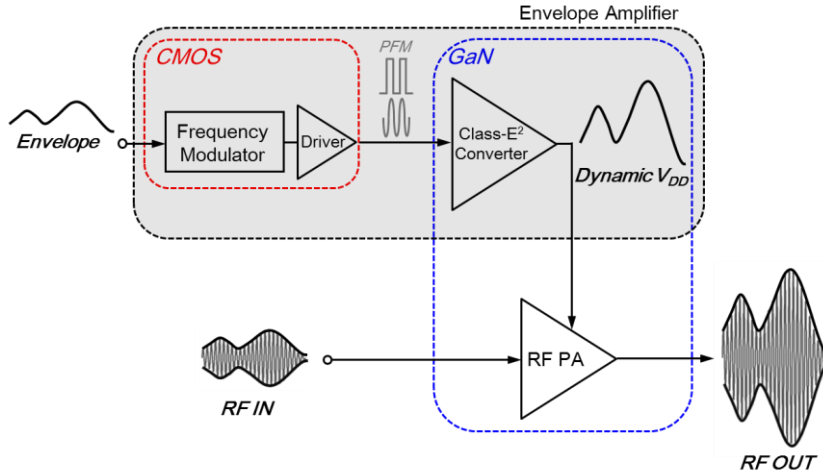 Envelope Amplifier
CMOS
PFM
GaN
Envelope
Frequency
Modulator
Driver
Class-E²
Converter
Dynamic V_DD
RF IN
RF PA
RF OUT